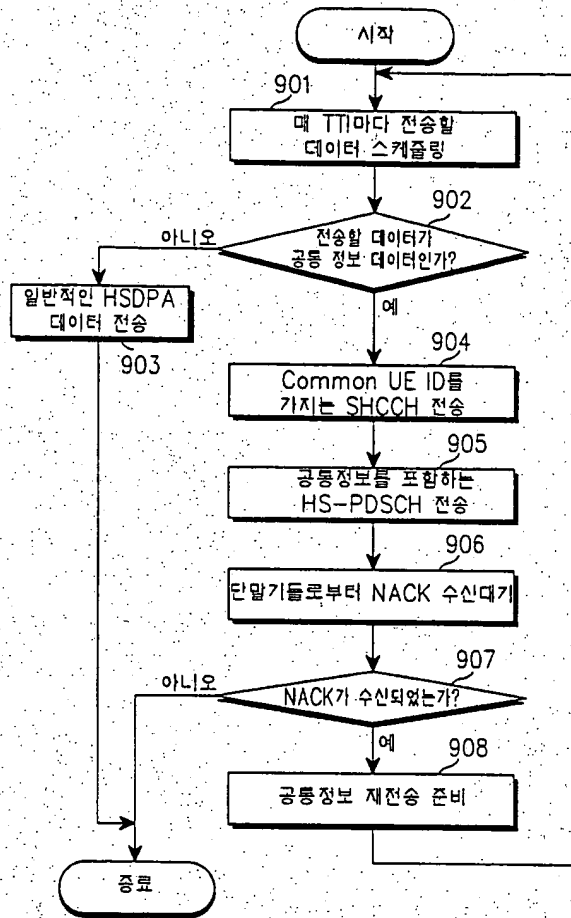 시작
901
매 TTI마다 전송할
데이터 스케줄링
902
전송할 데이터가
공통 정보 데이터인가?
아니오
예
일반적인 HSDPA
데이터 전송
903
904
Common UE ID를
가지는 SHCCH 전송
905
공통정보를 포함하는
HS-PDSCH 전송
906
단말기들로부터 NACK 수신대기
907
NACK가 수신되었는가?
아니오
예
908
공통정보 재전송 준비
종료